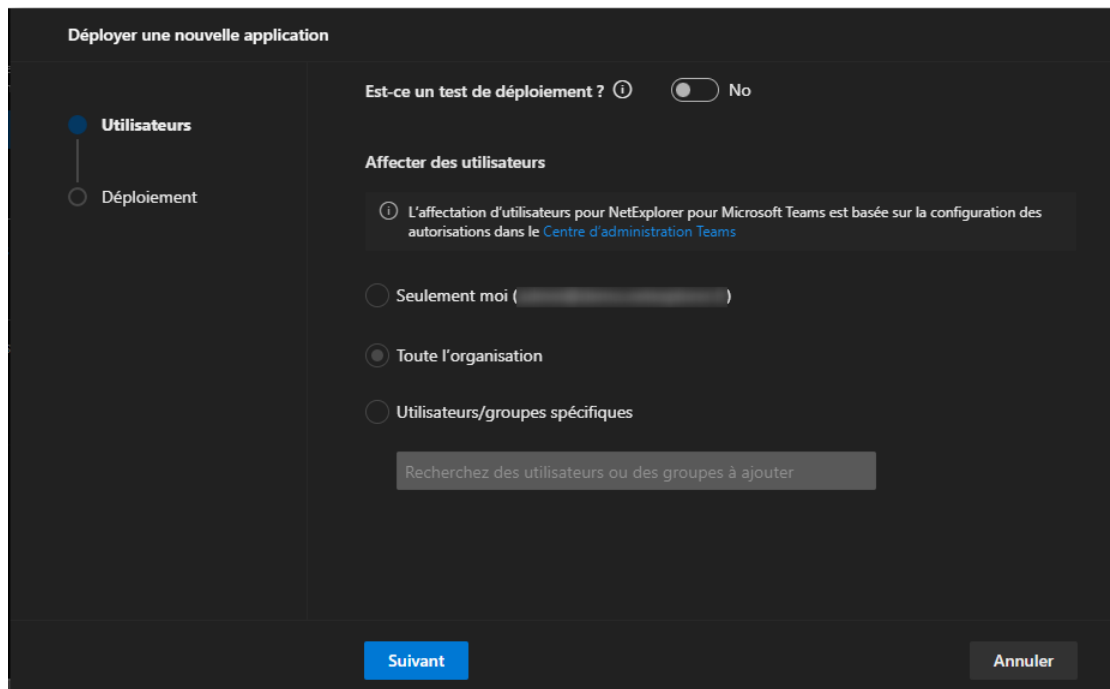 Déployer une nouvelle application
Est-ce un test de déploiement ? No
Utilisateurs
Déploiement
Affecter des utilisateurs
L'affectation d'utilisateurs pour NetExplorer pour Microsoft Teams est basée sur la configuration des
autorisations dans le Centre d'administration Teams
Seulement moi ( )
Toute l'organisation
Utilisateurs/groupes spécifiques
Recherchez des utilisateurs ou des groupes à ajouter
Suivant
Annuler